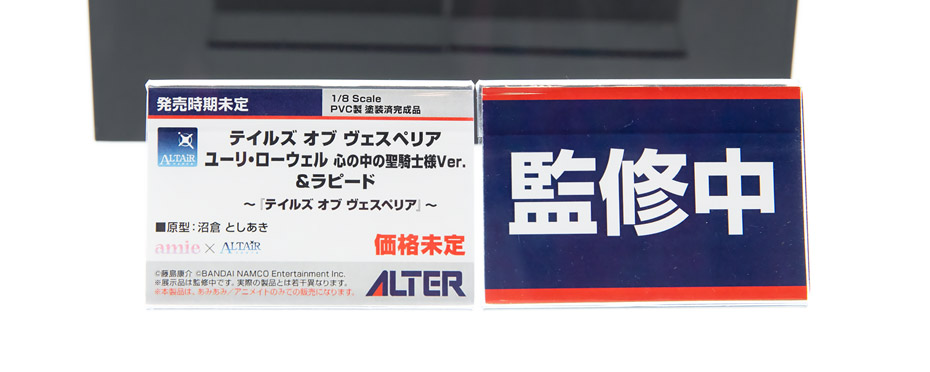 発売時期未定
1/8 Scale
PVC製 塗装済完成品
ALTAiR
テイルズ オブ ヴェスペリア
ユーリ・ローウェル 心の中の聖騎士様Ver.
&ラピード
~『テイルズ オブ ヴェスペリア』~
■原型：沼倉 としあき
amie×ALTAiR
価格未定
©藤島康介 ©BANDAI NAMCO Entertainment Inc.
※展示品は監修中です。実際の製品とは若干異なります。
※本製品は、あみあみ/アニメイトのみでの販売になります。
ALTER
監修中